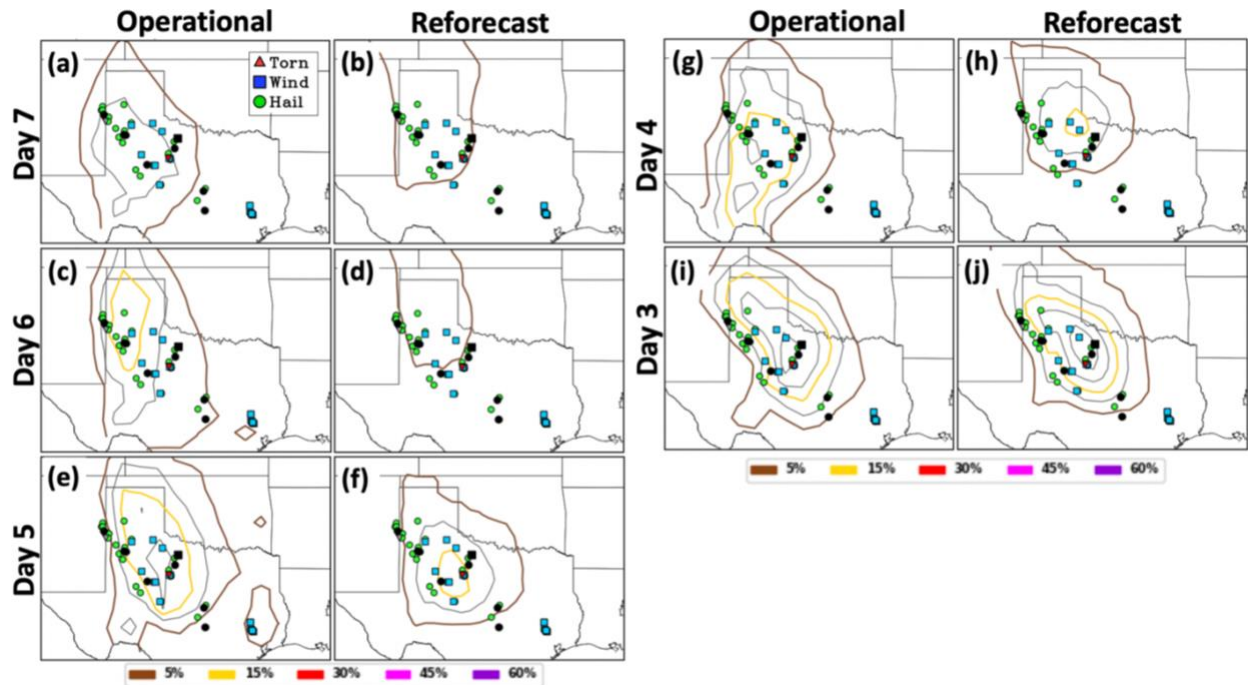 Operational
Reforecast
Operational
Reforecast
Day 7
(a)
Torn
Wind
Hail
(b)
Day 4
(g)
(h)
Day 6
(c)
(d)
Day 3
(i)
(j)
5% 15% 30% 45% 60%
Day 5
(e)
(f)
5% 15% 30% 45% 60%